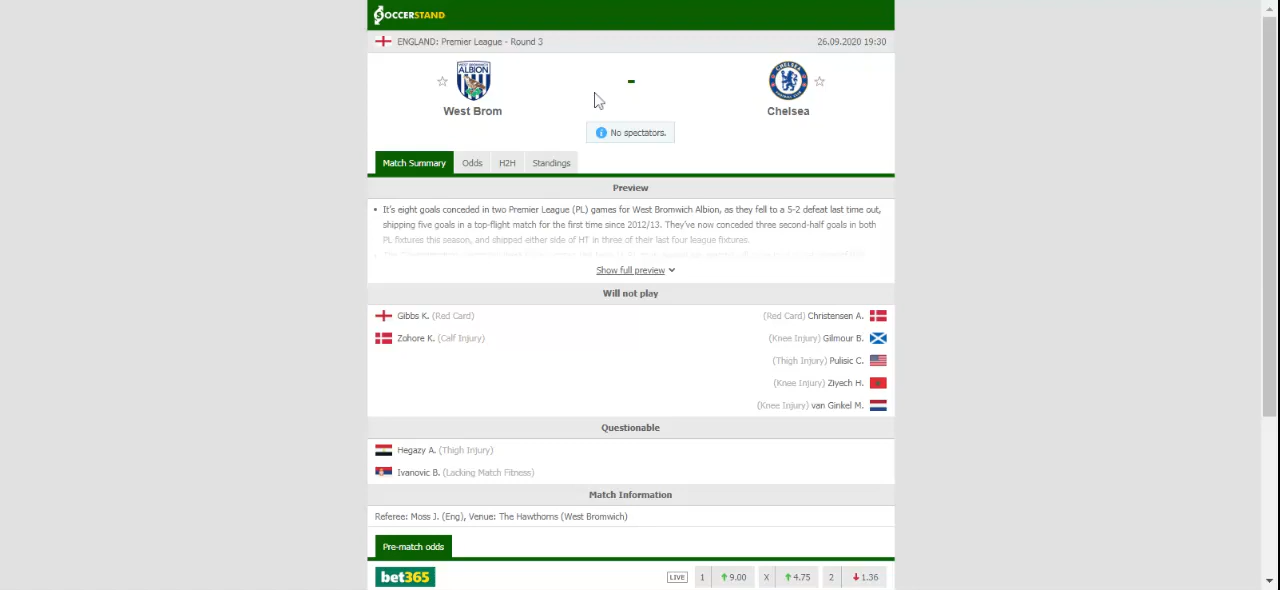 SOCCERSTAND
ENGLAND: Premier League - Round 3 26.09.2020 19:30
-
West Brom Chelsea
No spectators.
Match Summary Odds H2H Standings
Preview
• It's eight goals conceded in two Premier League (PL) games for West Bromwich Albion, as they fell to a 5-2 defeat last time out,
shipping five goals in a top-flight match for the first time since 2012/13. They've now conceded three second-half goals in both
PL fixtures this season, and shipped either side of HT in three of their last four league fixtures.
Show full preview
Will not play
Gibbs K. (Red Card) (Red Card) Christensen A.
Zohore K. (Calf Injury) (Knee Injury) Gilmour B.
(Thigh Injury) Pulisic C.
(Knee Injury) Ziyech H.
(Knee Injury) van Ginkel M.
Questionable
Hegazy A. (Thigh Injury)
Ivanovic B. (Lacking Match Fitness)
Match Information
Referee: Moss J. (Eng), Venue: The Hawthorns (West Bromwich)
Pre-match odds
bet365 LIVE 1 9.00 X 4.75 2 1.36